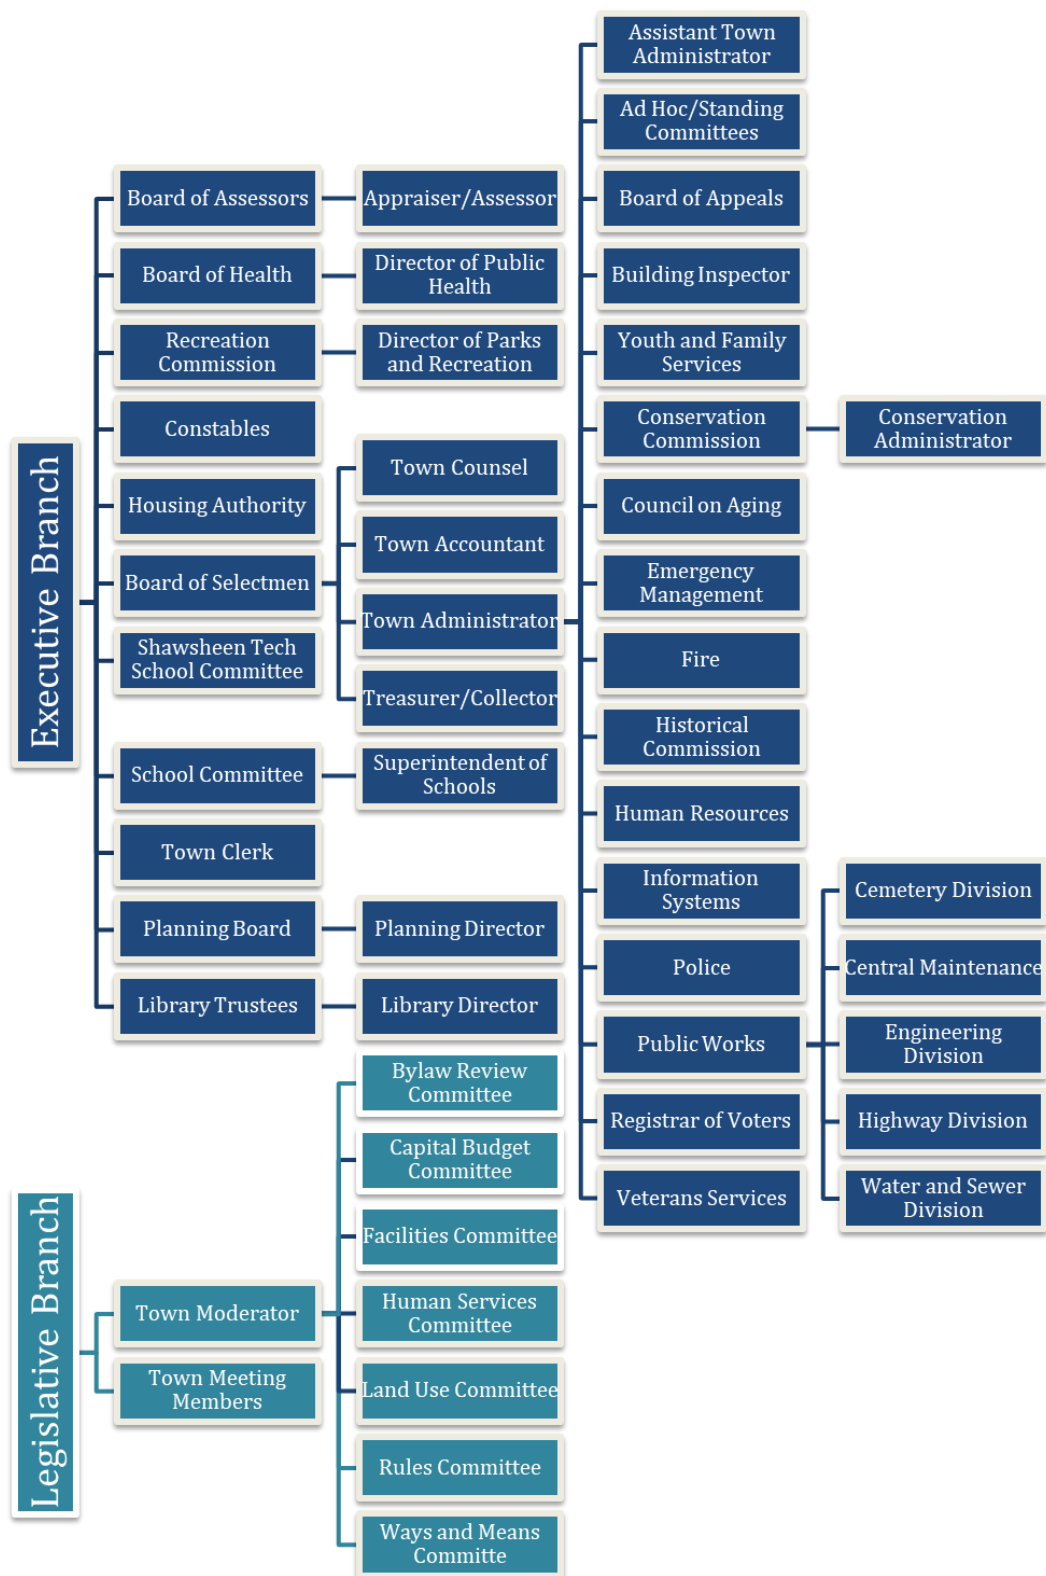 Executive Branch
Board of Assessors
Appraiser/Assessor
Board of Health
Director of Public
Health
Recreation
Commission
Director of Parks
and Recreation
Constables
Housing Authority
Board of Selectmen
Town Counsel
Town Accountant
Town Administrator
Assistant Town
Administrator
Ad Hoc/Standing
Committees
Board of Appeals
Building Inspector
Youth and Family
Services
Conservation
Commission
Conservation
Administrator
Council on Aging
Emergency
Management
Fire
Historical
Commission
Human Resources
Information
Systems
Police
Public Works
Cemetery Division
Central Maintenance
Engineering
Division
Highway Division
Water and Sewer
Division
Registrar of Voters
Veterans Services
Treasurer/Collector
Shawsheen Tech
School Committee
School Committee
Superintendent of
Schools
Town Clerk
Planning Board
Planning Director
Library Trustees
Library Director
Legislative Branch
Town Moderator
Bylaw Review
Committee
Capital Budget
Committee
Facilities Committee
Human Services
Committee
Land Use Committee
Rules Committee
Ways and Means
Committe
Town Meeting
Members